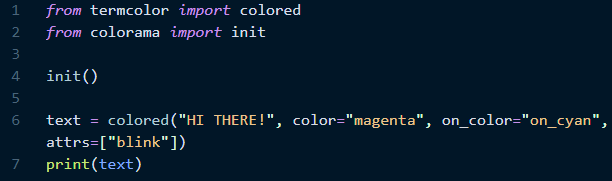 1 from termcolor import colored
2 from colorama import init
3
4 init()
5
6 text = colored("HI THERE!", color="magenta", on_color="on_cyan",
attrs=["blink"])
7 print(text)